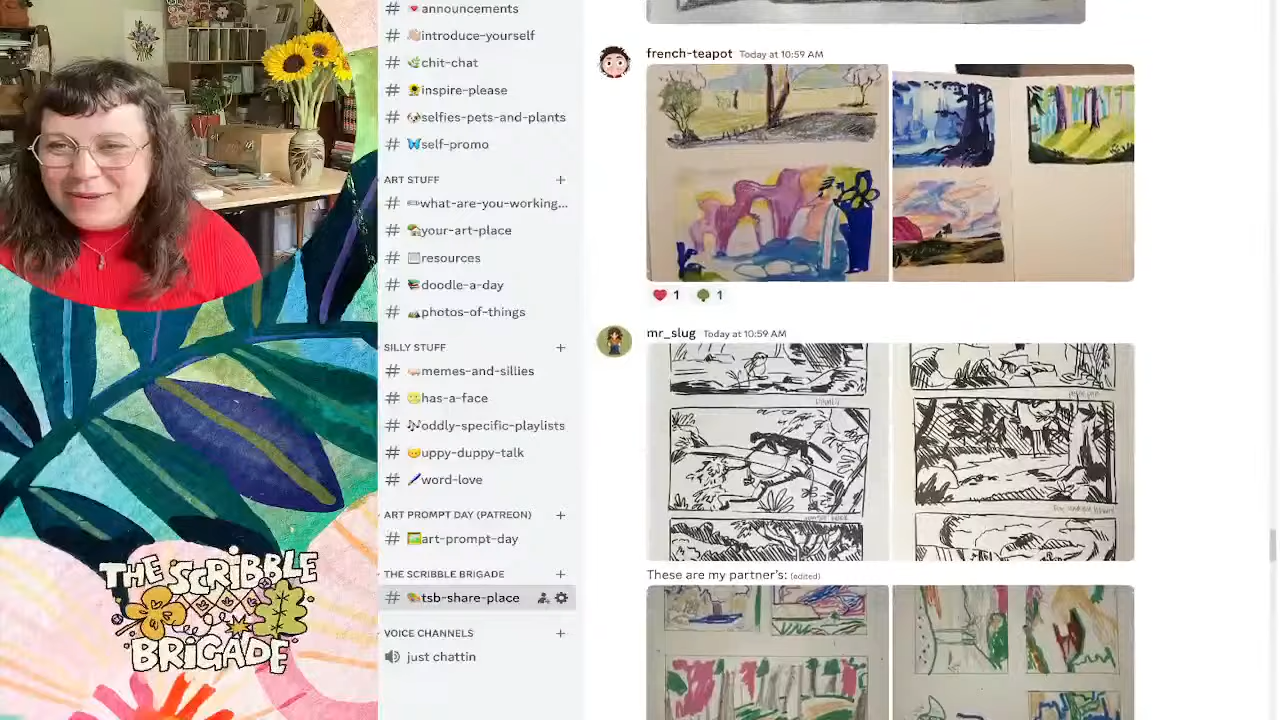 announcements
introduce-yourself
chit-chat
inspire-please
selfies-pets-and-plants
self-promo
ART STUFF
what-are-you-working...
your-art-place
resources
doodle-a-day
photos-of-things
SILLY STUFF
memes-and-sillies
has-a-face
oddly-specific-playlists
uppy-duppy-talk
word-love
ART PROMPT DAY (PATREON)
art-prompt-day
THE SCRIBBLE BRIGADE
tsb-share-place
VOICE CHANNELS
just chattin
THE SCRIBBLE
BRIGADE
french-teapot Today at 10:59 AM
1 1
mr_slug Today at 10:59 AM
These are my partner's: (edited)